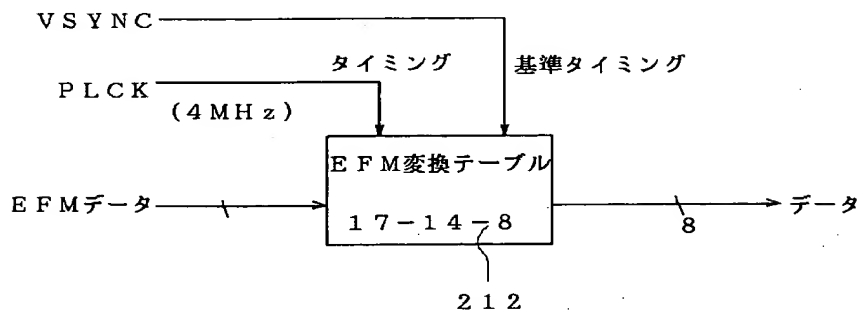 ＶＳＹＮＣ
タイミング
基準タイミング
ＰＬＣＫ
(４ＭＨｚ)
ＥＦＭ変換テーブル
ＥＦＭデータ
１７－１４－８
８
データ
２１２